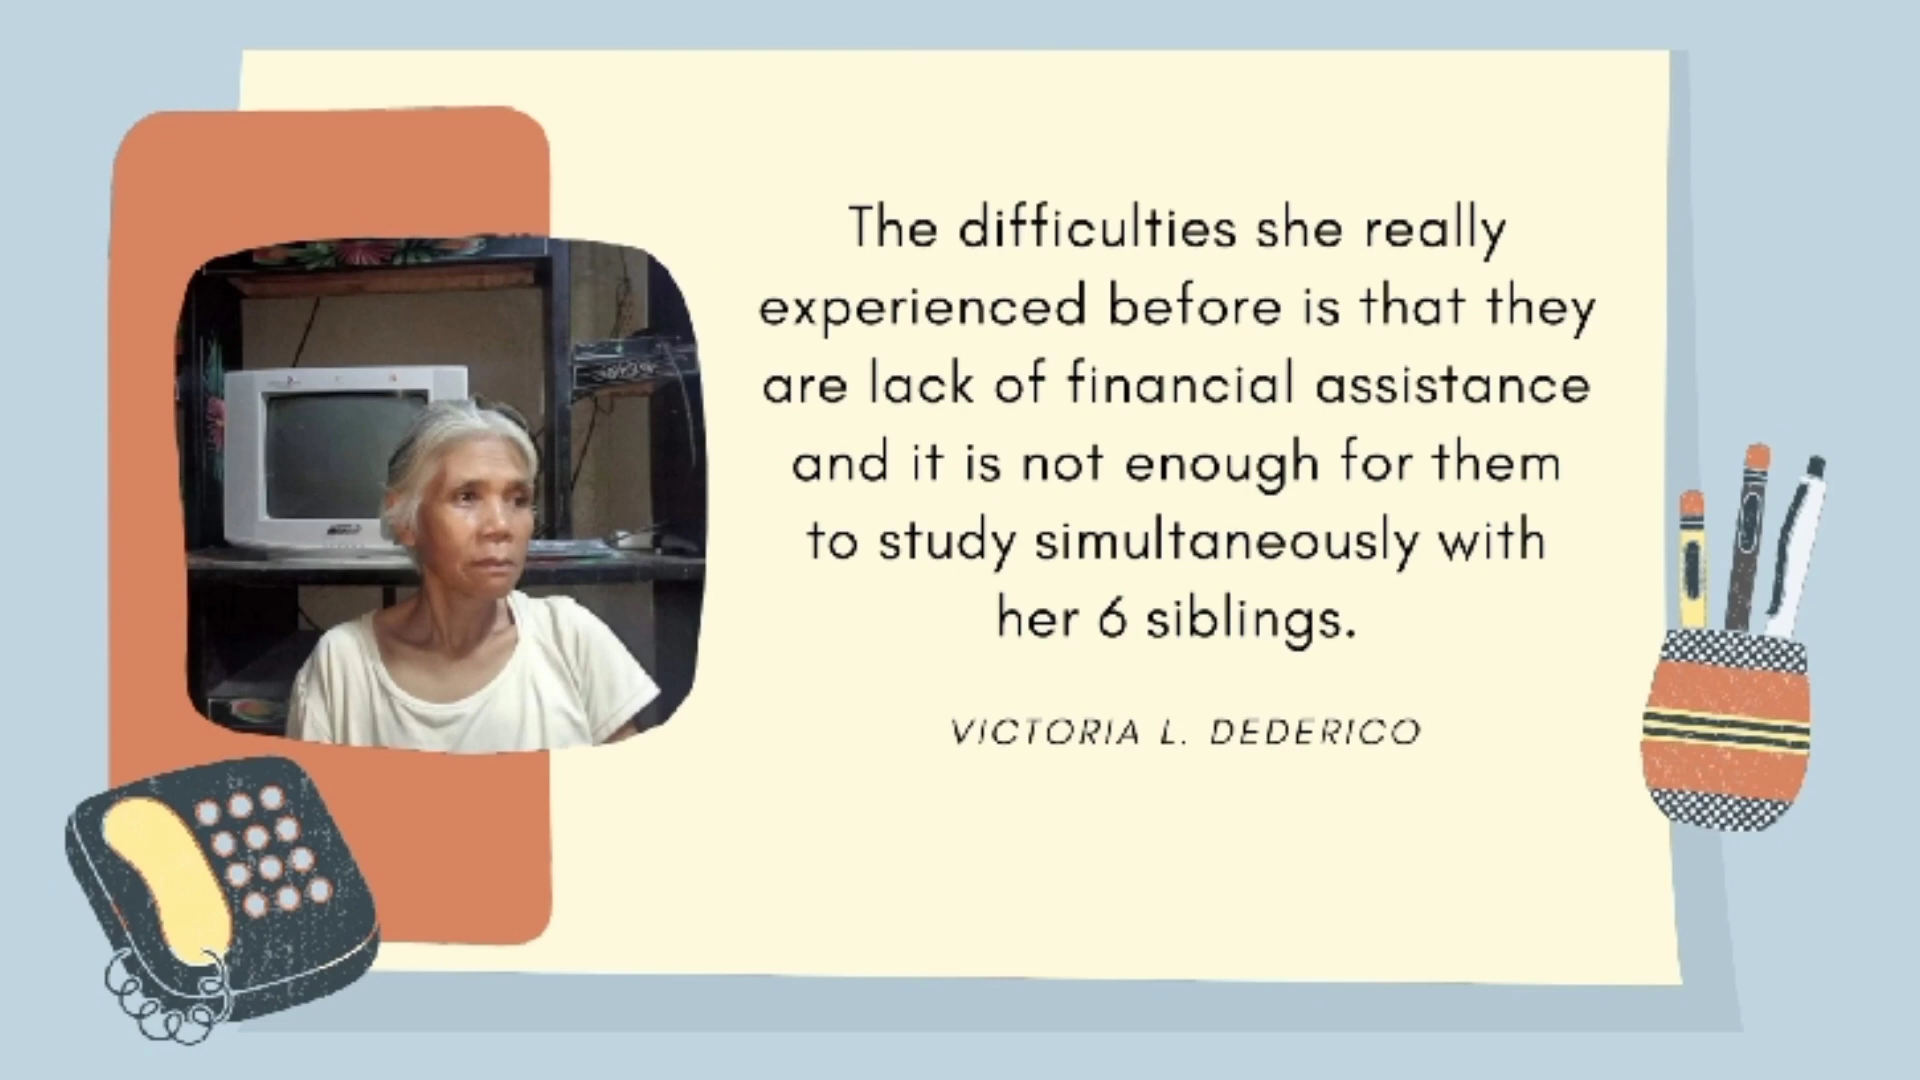 The difficulties she really
experienced before is that they
are lack of financial assistance
and it is not enough for them
to study simultaneously with
her 6 siblings.
VICTORIA L. DEDERICO